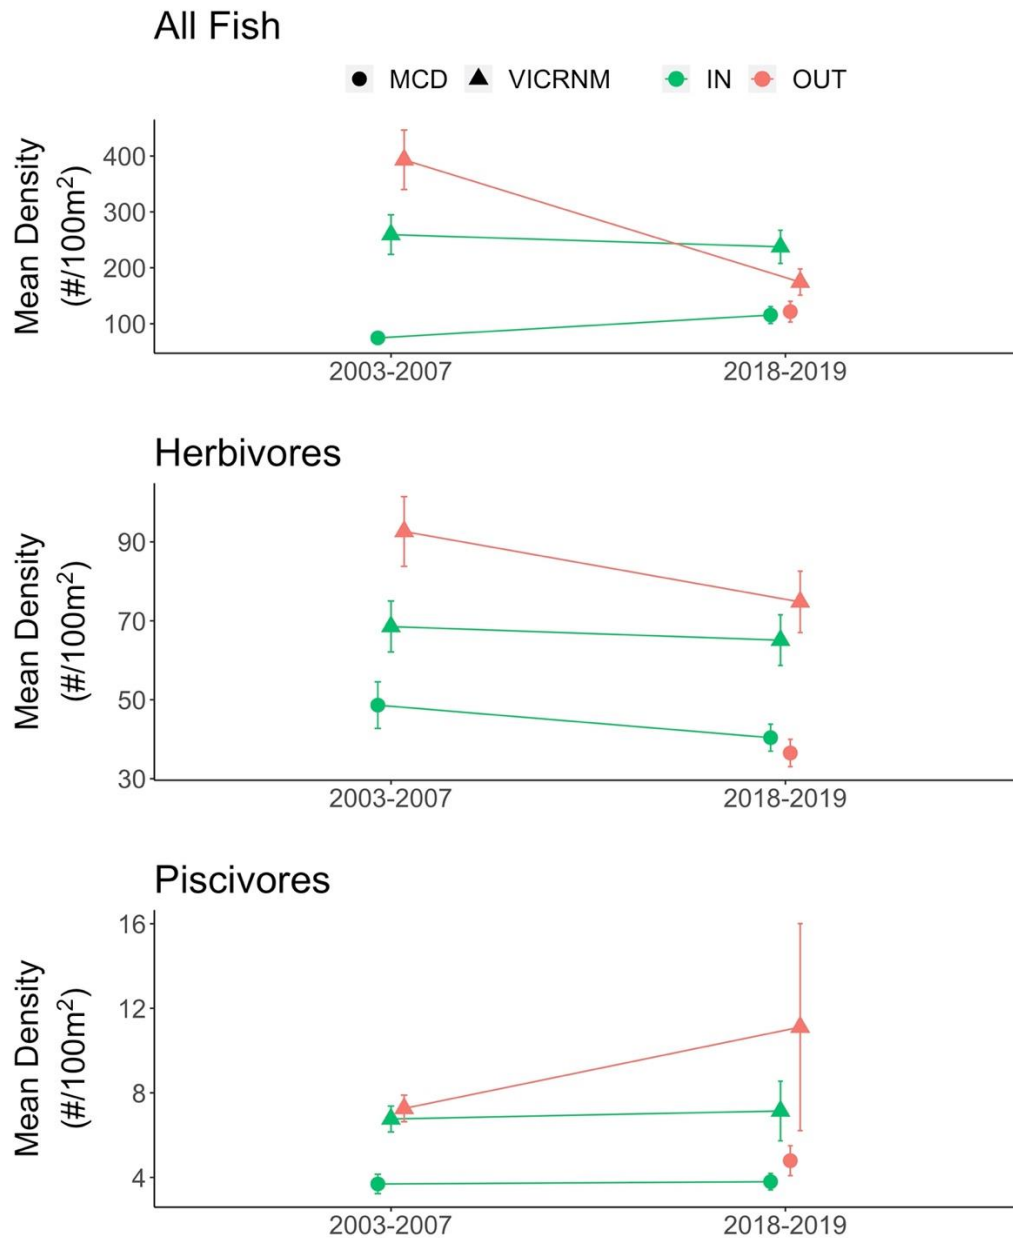 All Fish
MCD VICRNM IN OUT
Mean Density
(#/100m²)
400
300
200
100
2003-2007 2018-2019
Herbivores
Mean Density
(#/100m²)
90
70
50
30
2003-2007 2018-2019
Piscivores
Mean Density
(#/100m²)
16
12
8
4
2003-2007 2018-2019